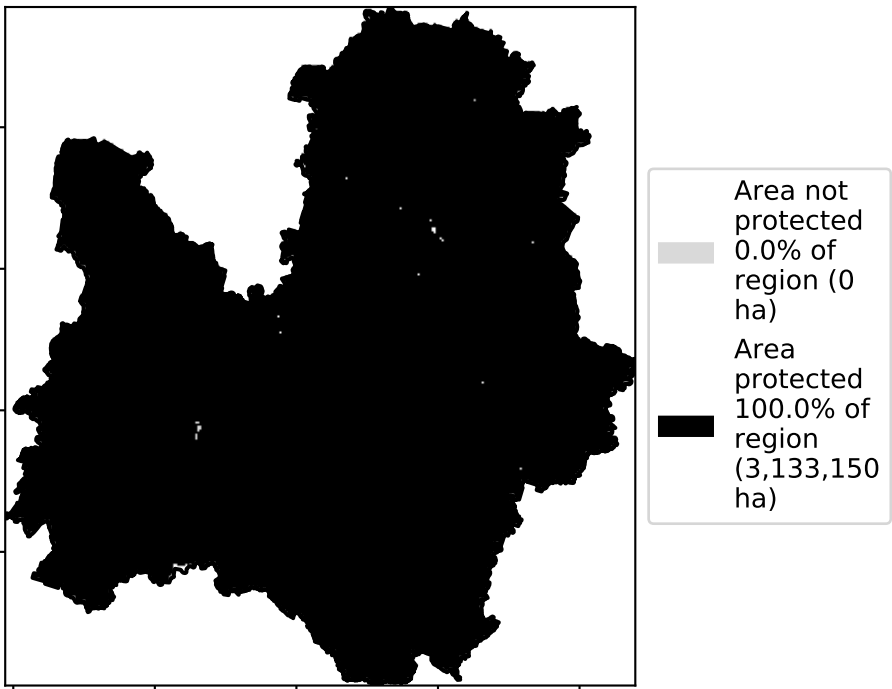 Area not
protected
0.0% of
region (0
ha)
Area
protected
100.0% of
region
(3,133,150
ha)